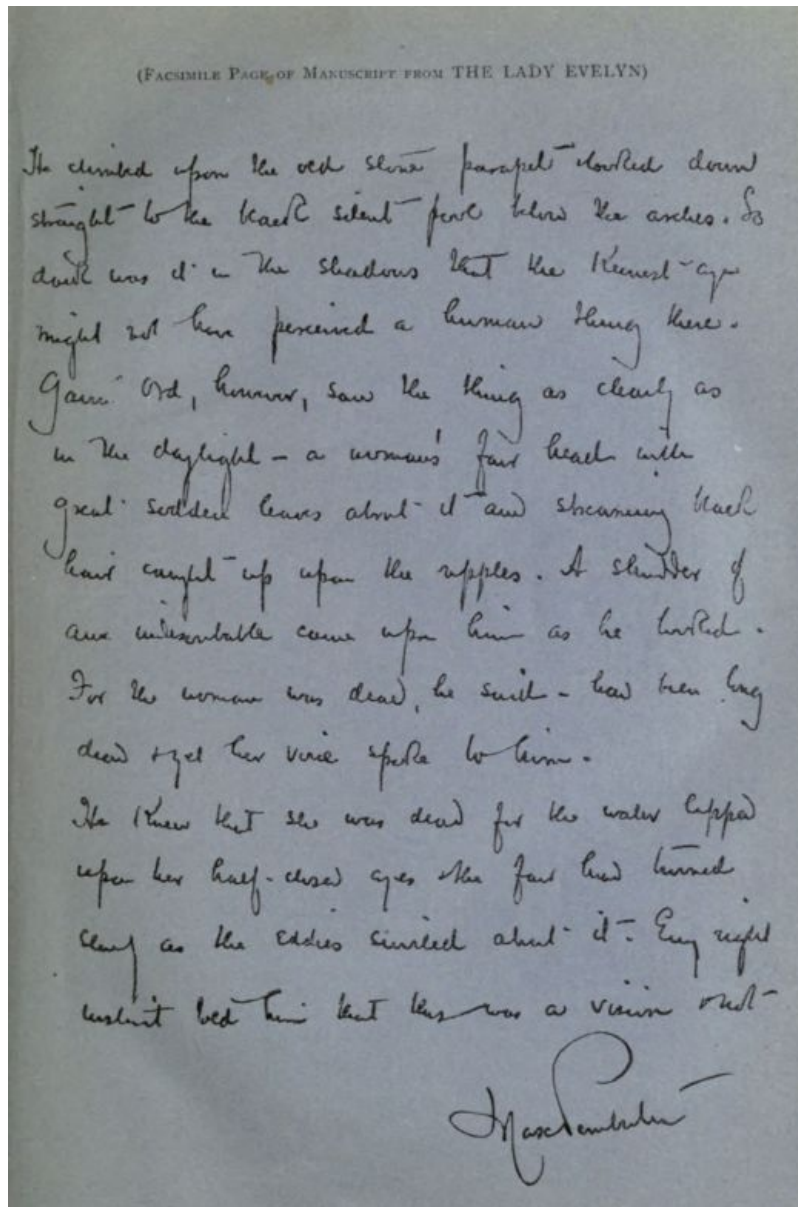 (FACSIMILE PAGE OF MANUSCRIPT FROM THE LADY EVELYN)
He climbed upon the old stone parapet & looked down
straight to the black silent pool below the arches. So
dark was it in the shadows that the keenest eyes
might not have perceived a human thing there.
Gavin Ord, however, saw the thing as clearly as
in the daylight - a woman's fair head with
great sodden leaves about it and streaming black
hair caught up upon the ripples. A shudder of
awe indescribable came upon him as he looked.
For the woman was dead, he said - had been long
dead & yet her voice spoke to him.
He knew that she was dead for the water lapped
upon her half-closed eyes & the fair head turned
slowly as the eddies swirled about it. Every right
instinct told him that this was a vision & not
Max Pemberton